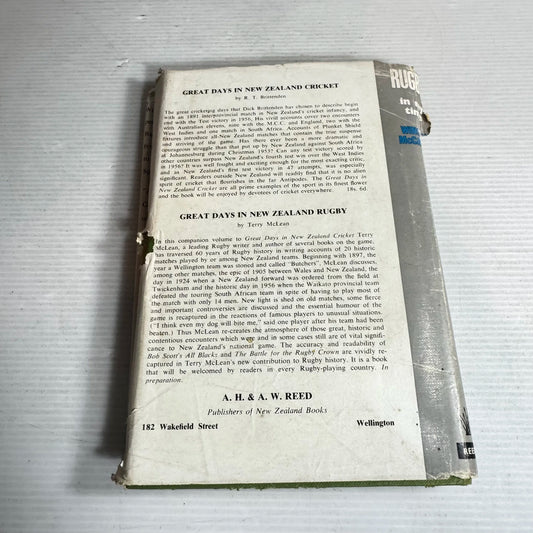 GREAT DAYS IN NEW ZEALAND CRICKET
by R. T. Brittenden
The great cricketing days that Dick Brittenden has chosen to describe begin
with an 1891 interprovincial match in New Zealand's cricket infancy, and
end with the Test victory in 1956. His civil accounts cover two encounters
with Australian elevens, nine with the M.C.C. and England, two with the
West Indies and one match in South Africa. Accounts of Plunket Shield
fixtures introduce all-New Zealand matches that contain the true suspense
and striving of the game. Has there ever been a more dramatic and
courageous struggle than that put up by New Zealand against South Africa
at Johannesburg during Christmas 1953? Can any test victory scored by
other countries surpass New Zealand's fourth test win over the West Indies
in 1956? It was well fought and exciting enough for the most exacting critic,
and as New Zealand's first Test victory in 47 attempts, was especially
significant. Readers outside New Zealand will readily find that it is no alien
spirit of cricket that flourishes in the far Antipodes. The Great Days in
New Zealand Cricket are all prime examples of the sport in its finest flower
and the book will be enjoyed by devotees of cricket everywhere. 18s. 6d.
GREAT DAYS IN NEW ZEALAND RUGBY
by Terry McLean
In this companion volume to Great Days in New Zealand Cricket Terry
McLean, a leading Rugby writer and author of several books on the game,
has traversed 60 years of Rugby history in writing accounts of 20 historic
matches played by or among New Zealand teams. Beginning with 1897, the
year a Wellington team was stoned and called "Butchers", McLean discusses,
among other matches, the epic of 1905 between Wales and New Zealand, the
day in 1924 when a New Zealand forward was ordered from the field at
Twickenham and the historic day in 1956 when the Waikato provincial team
defeated the touring South African team in spite of having to play most of
the match with only 14 men. New light is shed on old matches, some fierce
and important controversies are discussed and the essential humour of the
game is recaptured in the reactions of famous players to unusual situations.
("I think even my dog will bite me," said one player after his team had been
beaten.) Thus McLean re-creates the atmosphere of those great, historic and
contentious encounters which were and in some cases still are of vital signifi-
cance to New Zealand's national game. The accuracy and readability of
Bob Scott's All Blacks and The Battle for the Rugby Crown are vividly re-
captured in Terry McLean's new contribution to Rugby history. It is a book
that will be welcomed by readers in every Rugby-playing country. In
preparation.
A. H. & A. W. REED
Publishers of New Zealand Books
182 Wakefield Street Wellington
RUG
in